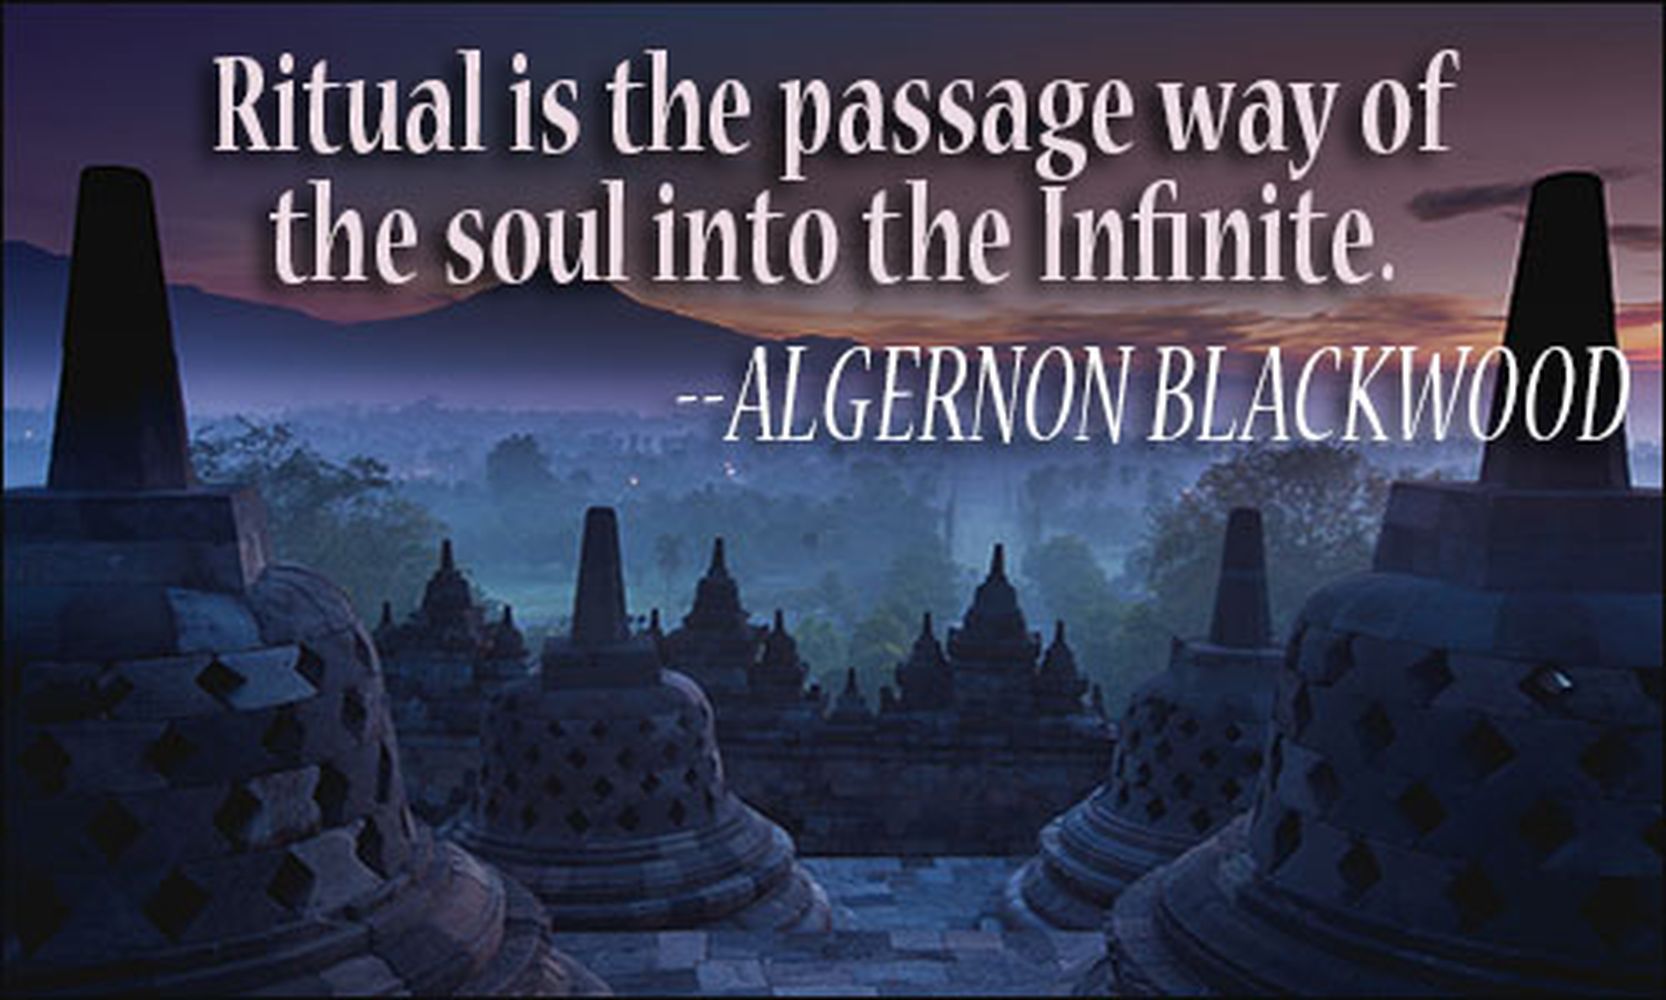 Ritual is the passage way of
the soul into the Infinite.
--ALGERNON BLACKWOOD